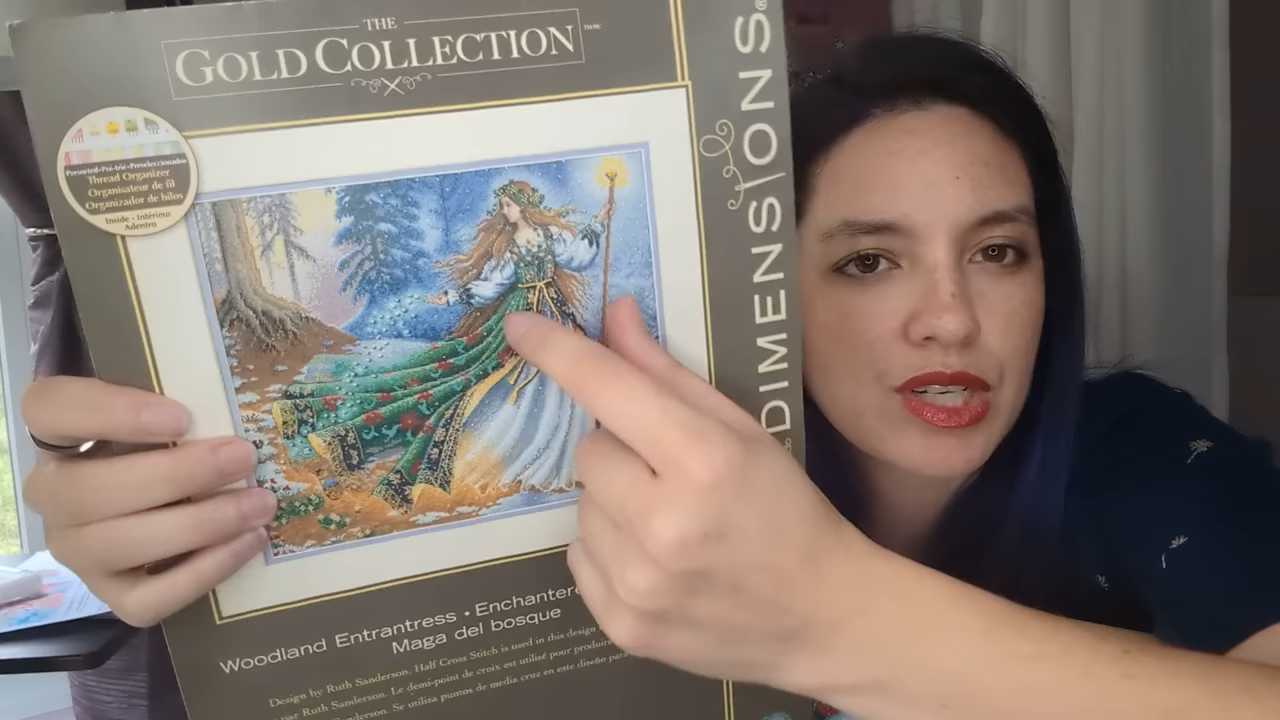 THE
GOLD COLLECTION
DIMENSIONS®
Presorted•Pré-trié•Preseleccionados
Thread Organizer
Organisateur de fil
Organizador de hilos
Inside • Intérieur
Adentro
Woodland Entrantress • Enchantere
Maga del bosque
Design by Ruth Sanderson. Half Cross Stitch is used in this design
par Ruth Sanderson. Le demi-point de croix est utilisé pour produire
Sanderson. Se utiliza puntos de media cruz en este diseño para